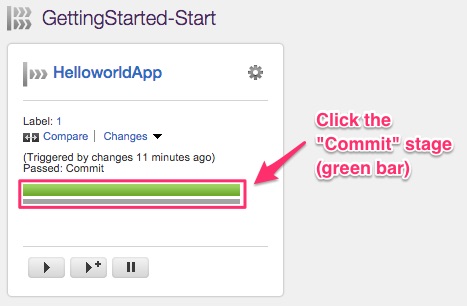 GettingStarted-Start
HelloworldApp
Label: 1
Compare | Changes
(Triggered by changes 11 minutes ago)
Passed: Commit
Click the
"Commit" stage
(green bar)